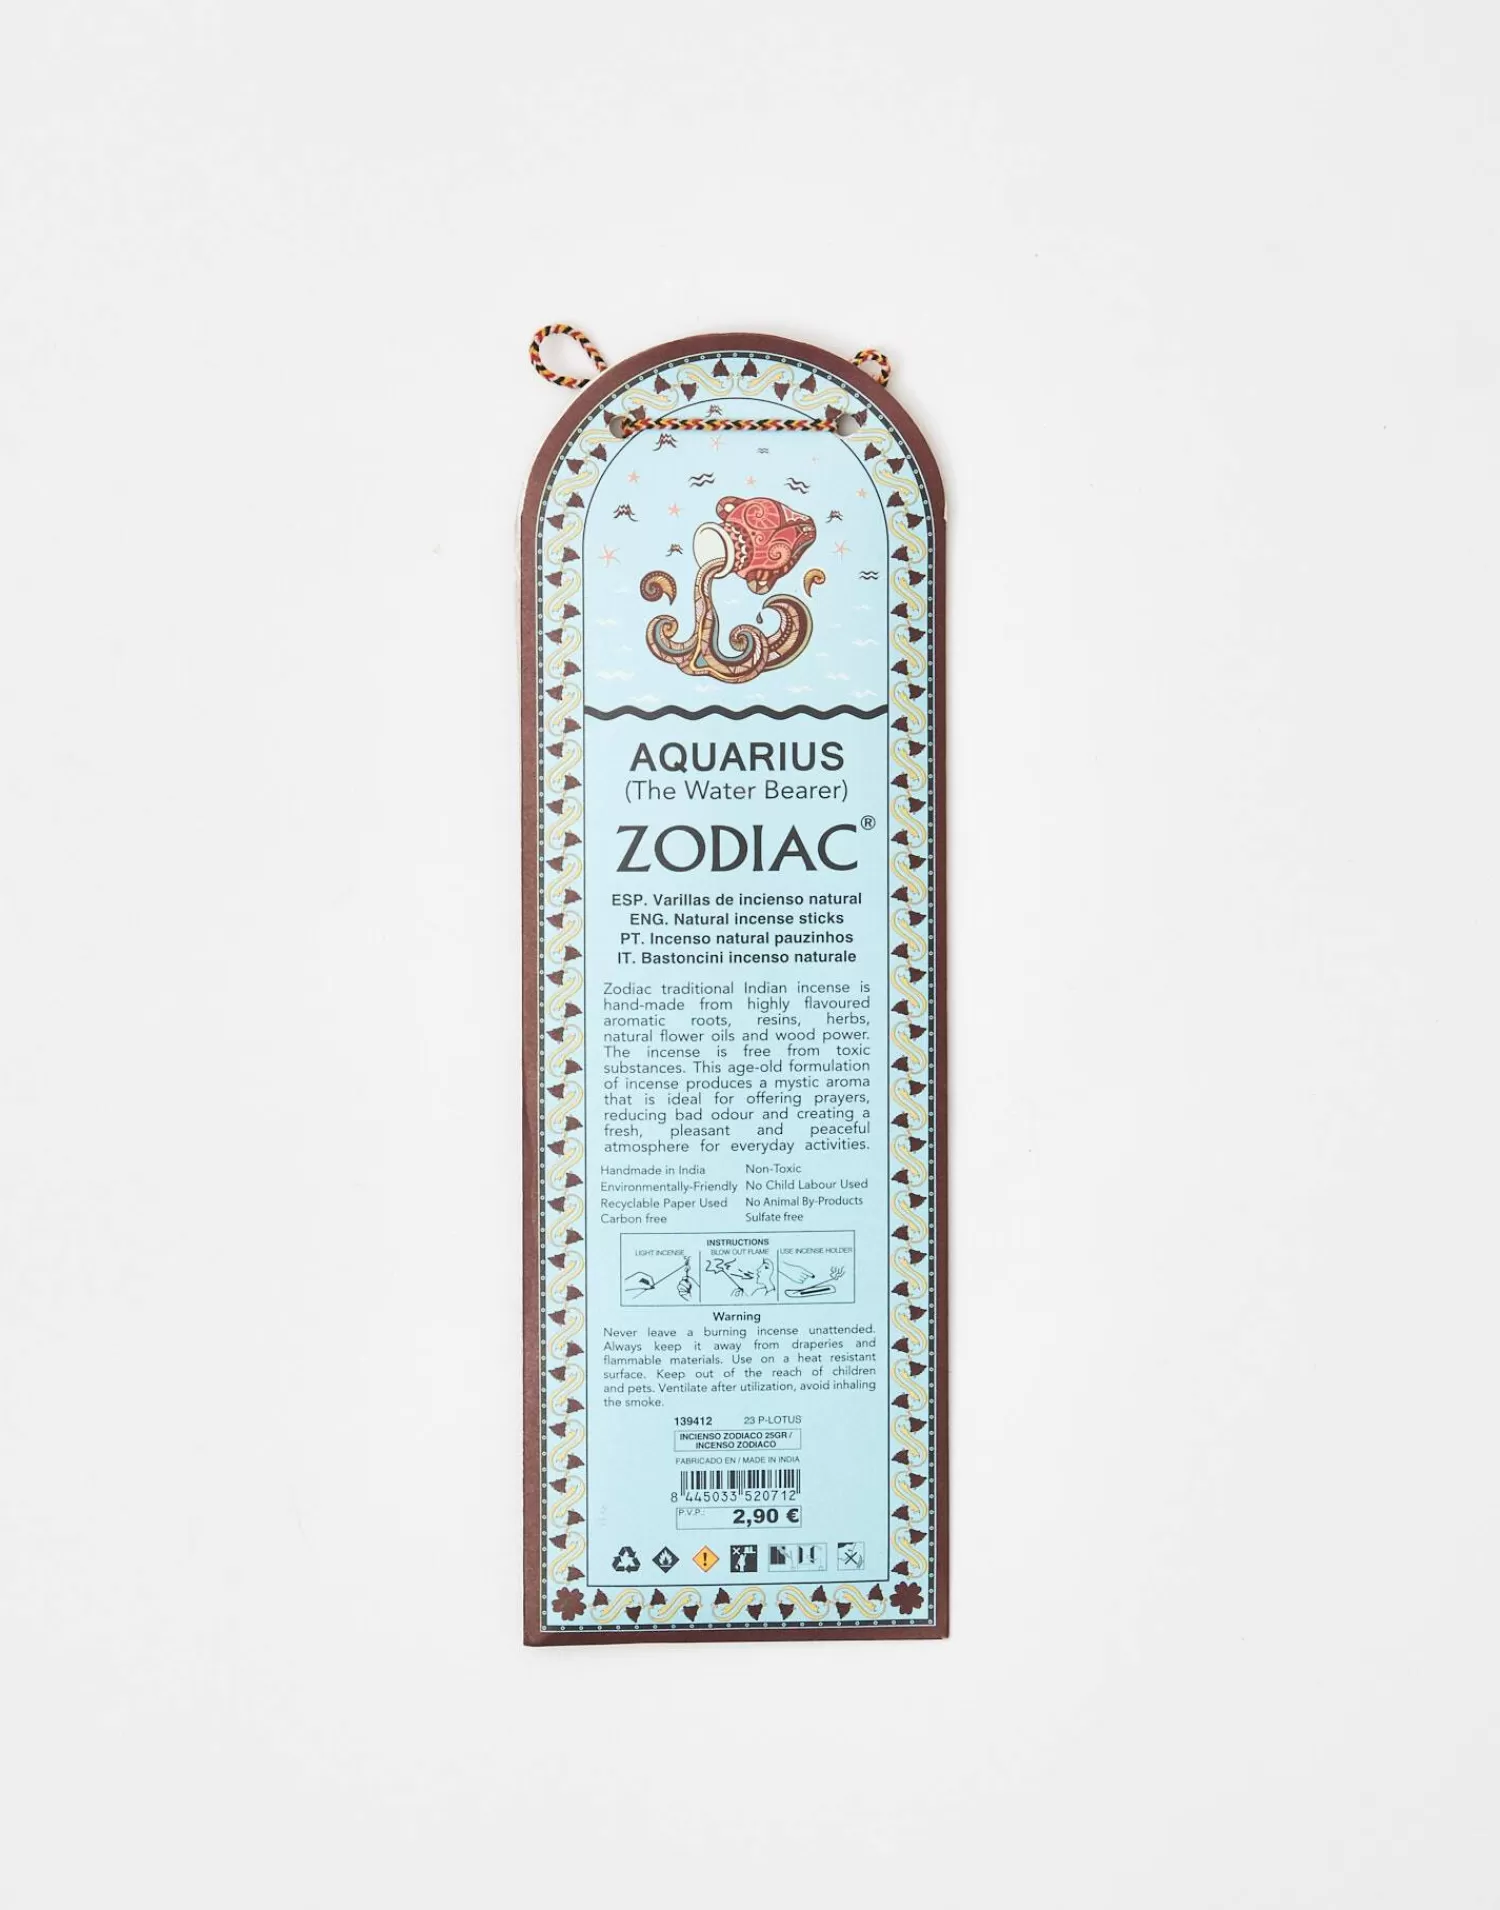 AQUARIUS
(The Water Bearer)
ZODIAC®
ESP. Varillas de incienso natural
ENG. Natural incense sticks
PT. Incenso natural pauzinhos
IT. Bastoncini incenso naturale
Zodiac traditional Indian incense is
hand-made from highly flavoured
aromatic roots, resins, herbs,
natural flower oils and wood power.
The incense is free from toxic
substances. This age-old formulation
of incense produces a mystic aroma
that is ideal for offering prayers,
reducing bad odour and creating a
fresh, pleasant and peaceful
atmosphere for everyday activities.
Handmade in India Non-Toxic
Environmentally-Friendly No Child Labour Used
Recyclable Paper Used No Animal By-Products
Carbon free Sulfate free
INSTRUCTIONS
LIGHT INCENSE BLOW OUT FLAME USE INCENSE HOLDER
Warning
Never leave a burning incense unattended.
Always keep it away from draperies and
flammable materials. Use on a heat resistant
surface. Keep out of the reach of children
and pets. Ventilate after utilization, avoid inhaling
the smoke.
139412 23 P-LOTUS
INCIENSO ZODIACO 25GR /
INCENSO ZODIACO
FABRICADO EN / MADE IN INDIA
8 445033 520712
P.V.P.: 2,90 €